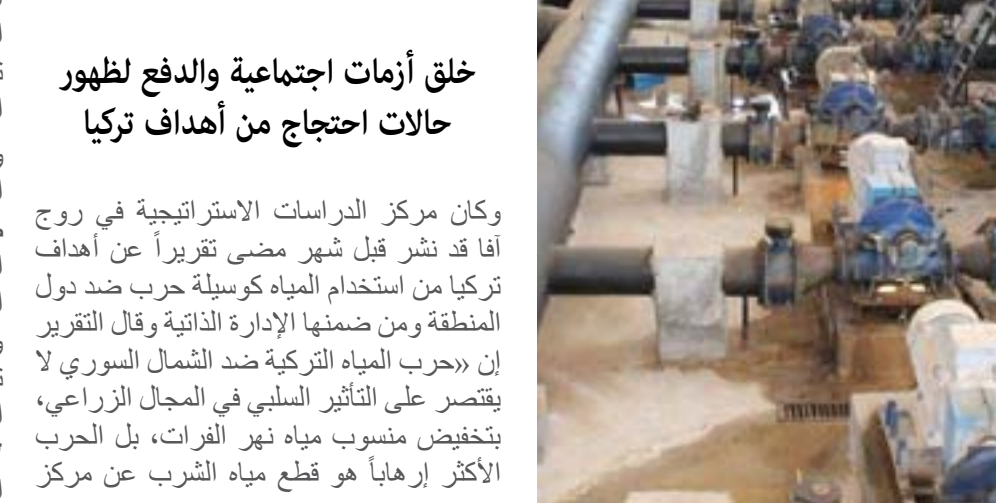 خلق أزمات اجتماعية والدفع لظهور
حالات احتجاج من أهداف تركيا
وكان مركز الدراسات الاستراتيجية في روج
آفا قد نشر قبل شهر مضى تقريراً عن أهداف
تركيا من استخدام المياه كوسيلة حرب ضد دول
المنطقة ومن ضمنها الإدارة الذاتية وقال التقرير
إن «حرب المياه التركية ضد الشمال السوري لا
يقتصر على التأثير السلبي في المجال الزراعي،
بتخفيض منسوب مياه نهر الفرات، بل الحرب
الأكثر إرهاباً هو قطع مياه الشرب عن مركز